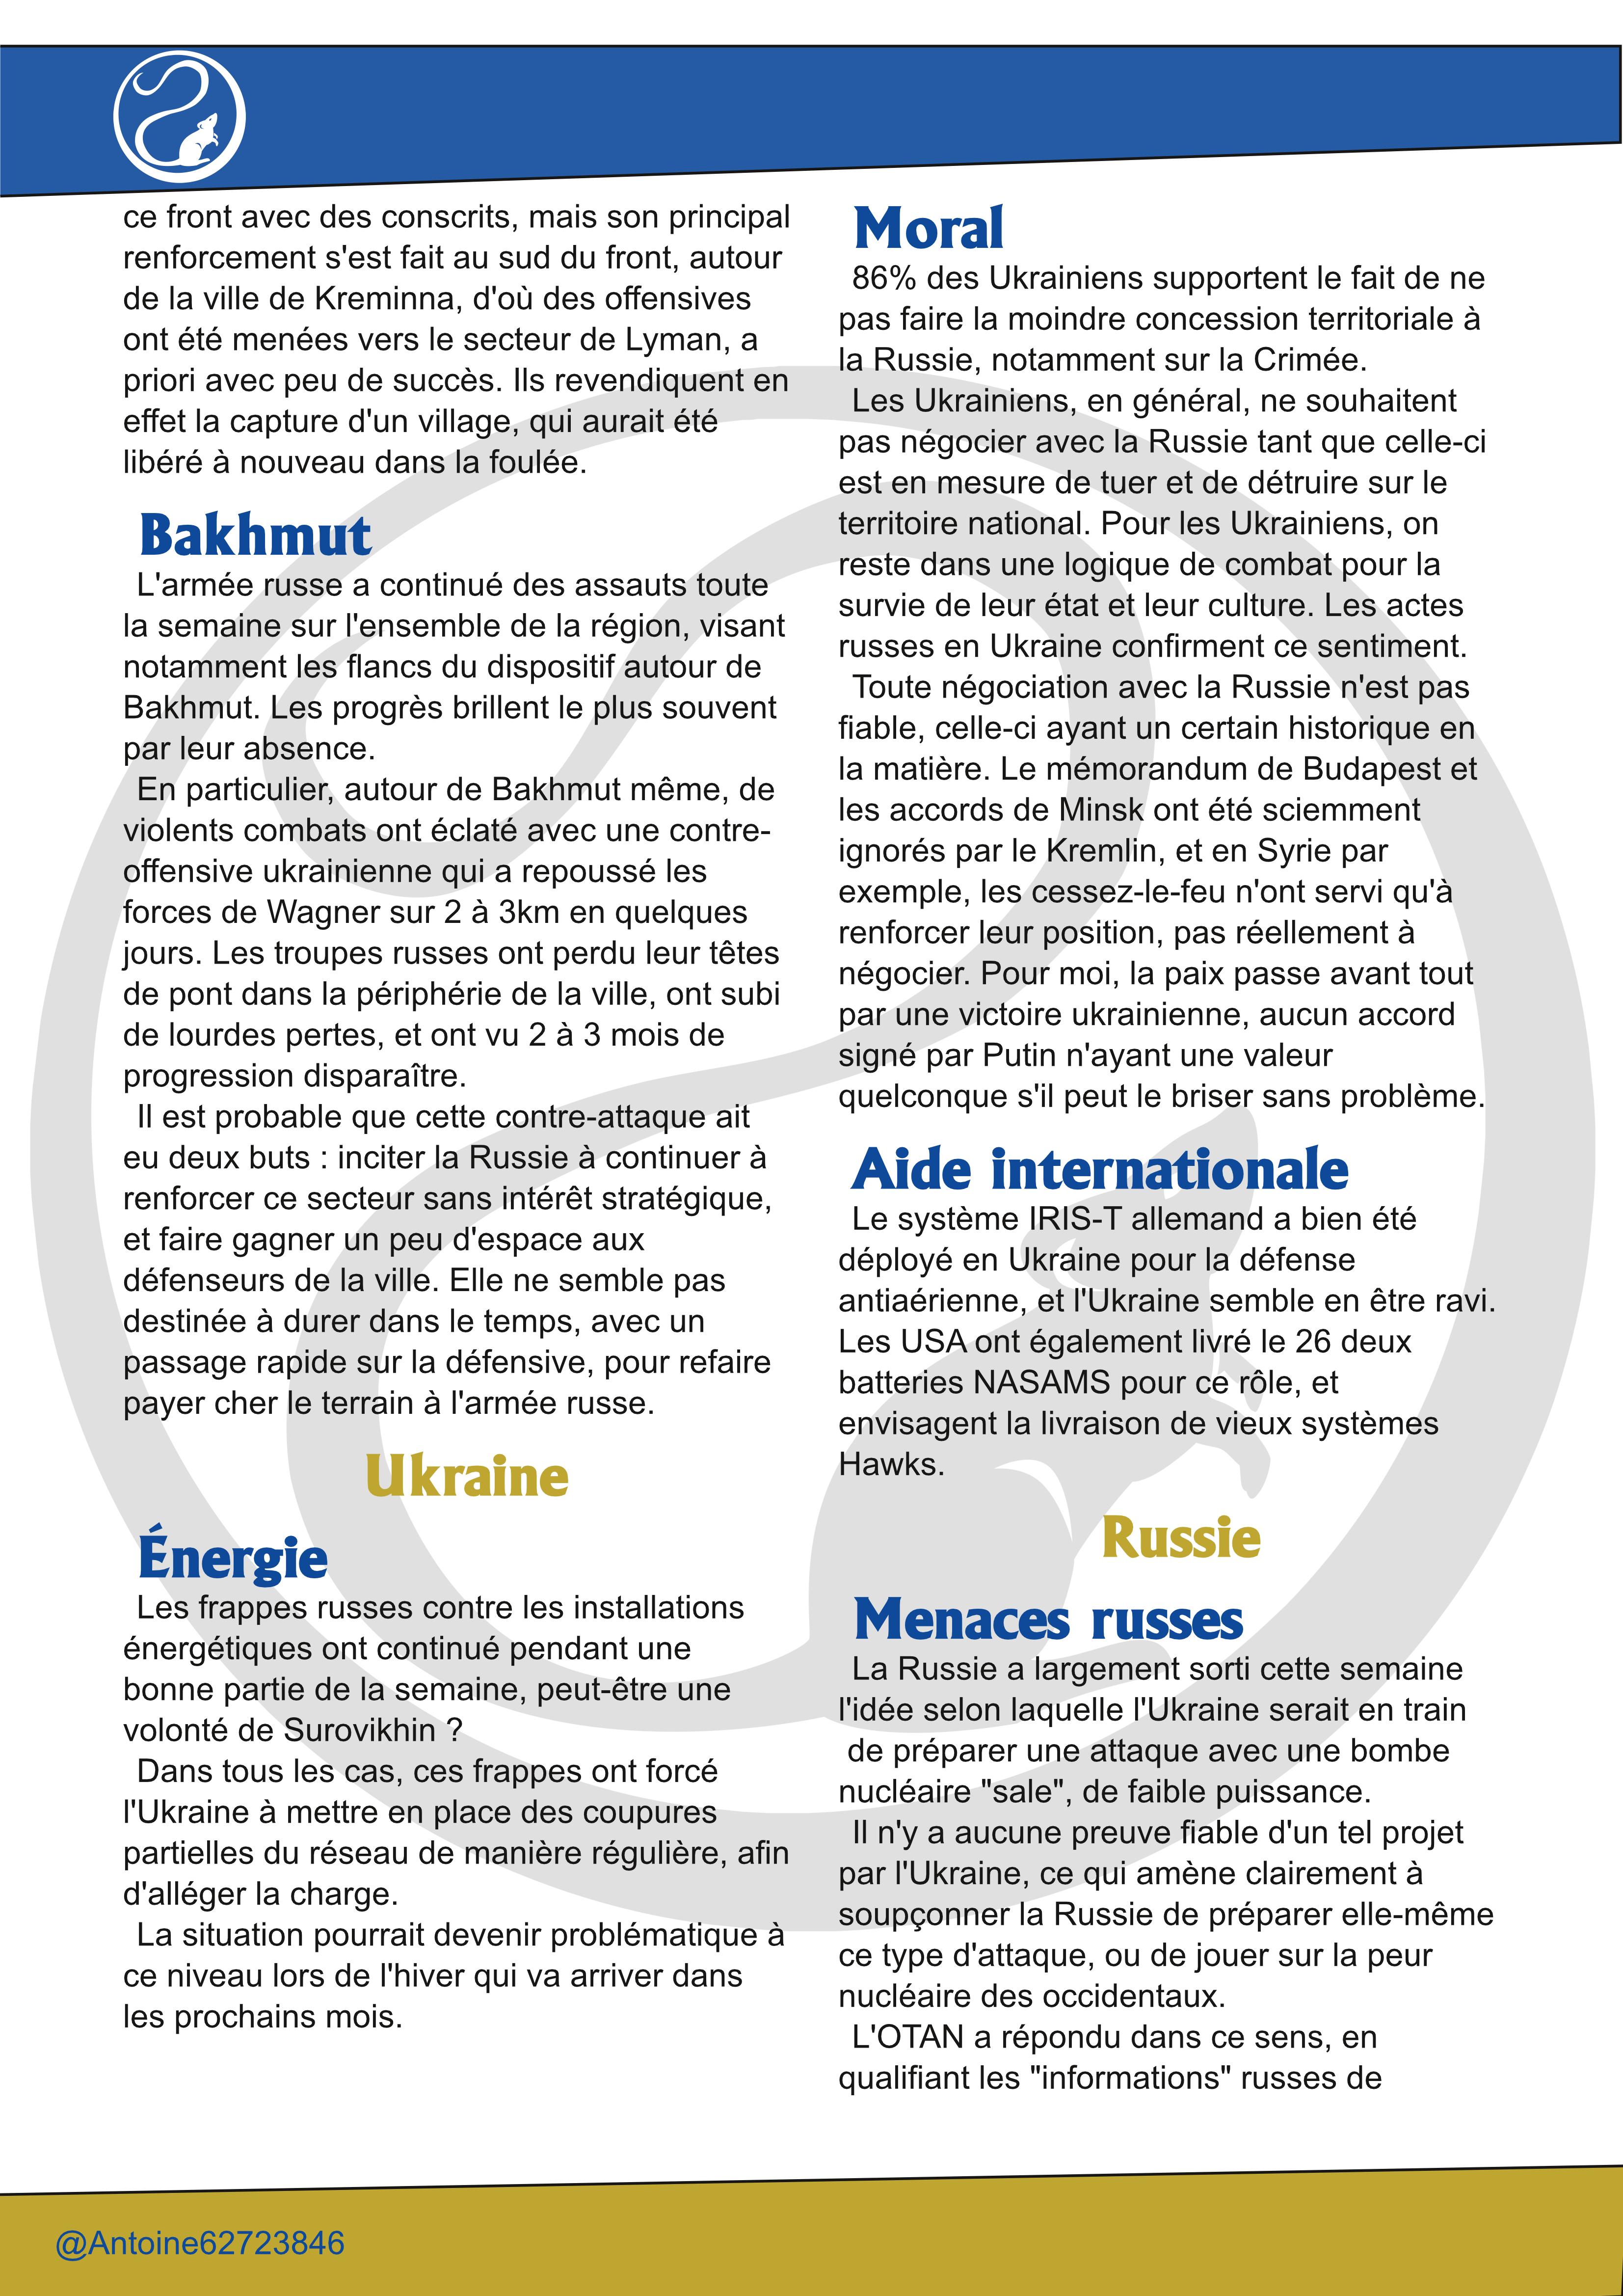 ce front avec des conscrits, mais son principal
renforcement s'est fait au sud du front, autour
de la ville de Kreminna, d'où des offensives
ont été menées vers le secteur de Lyman, a
priori avec peu de succès. Ils revendiquent en
effet la capture d'un village, qui aurait été
libéré à nouveau dans la foulée.
Bakhmut
L'armée russe a continué des assauts toute
la semaine sur l'ensemble de la région, visant
notamment les flancs du dispositif autour de
Bakhmut. Les progrès brillent le plus souvent
par leur absence.
En particulier, autour de Bakhmut même, de
violents combats ont éclaté avec une contre-
offensive ukrainienne qui a repoussé les
forces de Wagner sur 2 à 3km en quelques
jours. Les troupes russes ont perdu leur têtes
de pont dans la périphérie de la ville, ont subi
de lourdes pertes, et ont vu 2 à 3 mois de
progression disparaître.
Il est probable que cette contre-attaque ait
eu deux buts : inciter la Russie à continuer à
renforcer ce secteur sans intérêt stratégique,
et faire gagner un peu d'espace aux
défenseurs de la ville. Elle ne semble pas
destinée à durer dans le temps, avec un
passage rapide sur la défensive, pour refaire
payer cher le terrain à l'armée russe.
Ukraine
Énergie
Les frappes russes contre les installations
énergétiques ont continué pendant une
bonne partie de la semaine, peut-être une
volonté de Surovikhin ?
Dans tous les cas, ces frappes ont forcé
l'Ukraine à mettre en place des coupures
partielles du réseau de manière régulière, afin
d'alléger la charge.
La situation pourrait devenir problématique à
ce niveau lors de l'hiver qui va arriver dans
les prochains mois.
Moral
86% des Ukrainiens supportent le fait de ne
pas faire la moindre concession territoriale à
la Russie, notamment sur la Crimée.
Les Ukrainiens, en général, ne souhaitent
pas négocier avec la Russie tant que celle-ci
est en mesure de tuer et de détruire sur le
territoire national. Pour les Ukrainiens, on
reste dans une logique de combat pour la
survie de leur état et leur culture. Les actes
russes en Ukraine confirment ce sentiment.
Toute négociation avec la Russie n'est pas
fiable, celle-ci ayant un certain historique en
la matière. Le mémorandum de Budapest et
les accords de Minsk ont été sciemment
ignorés par le Kremlin, et en Syrie par
exemple, les cessez-le-feu n'ont servi qu'à
renforcer leur position, pas réellement à
négocier. Pour moi, la paix passe avant tout
par une victoire ukrainienne, aucun accord
signé par Putin n'ayant une valeur
quelconque s'il peut le briser sans problème.
Aide internationale
Le système IRIS-T allemand a bien été
déployé en Ukraine pour la défense
antiaérienne, et l'Ukraine semble en être ravi.
Les USA ont également livré le 26 deux
batteries NASAMS pour ce rôle, et
envisagent la livraison de vieux systèmes
Hawks.
Russie
Menaces russes
La Russie a largement sorti cette semaine
l'idée selon laquelle l'Ukraine serait en train
de préparer une attaque avec une bombe
nucléaire "sale", de faible puissance.
Il n'y a aucune preuve fiable d'un tel projet
par l'Ukraine, ce qui amène clairement à
soupçonner la Russie de préparer elle-même
ce type d'attaque, ou de jouer sur la peur
nucléaire des occidentaux.
L'OTAN a répondu dans ce sens, en
qualifiant les "informations" russes de
@Antoine62723846